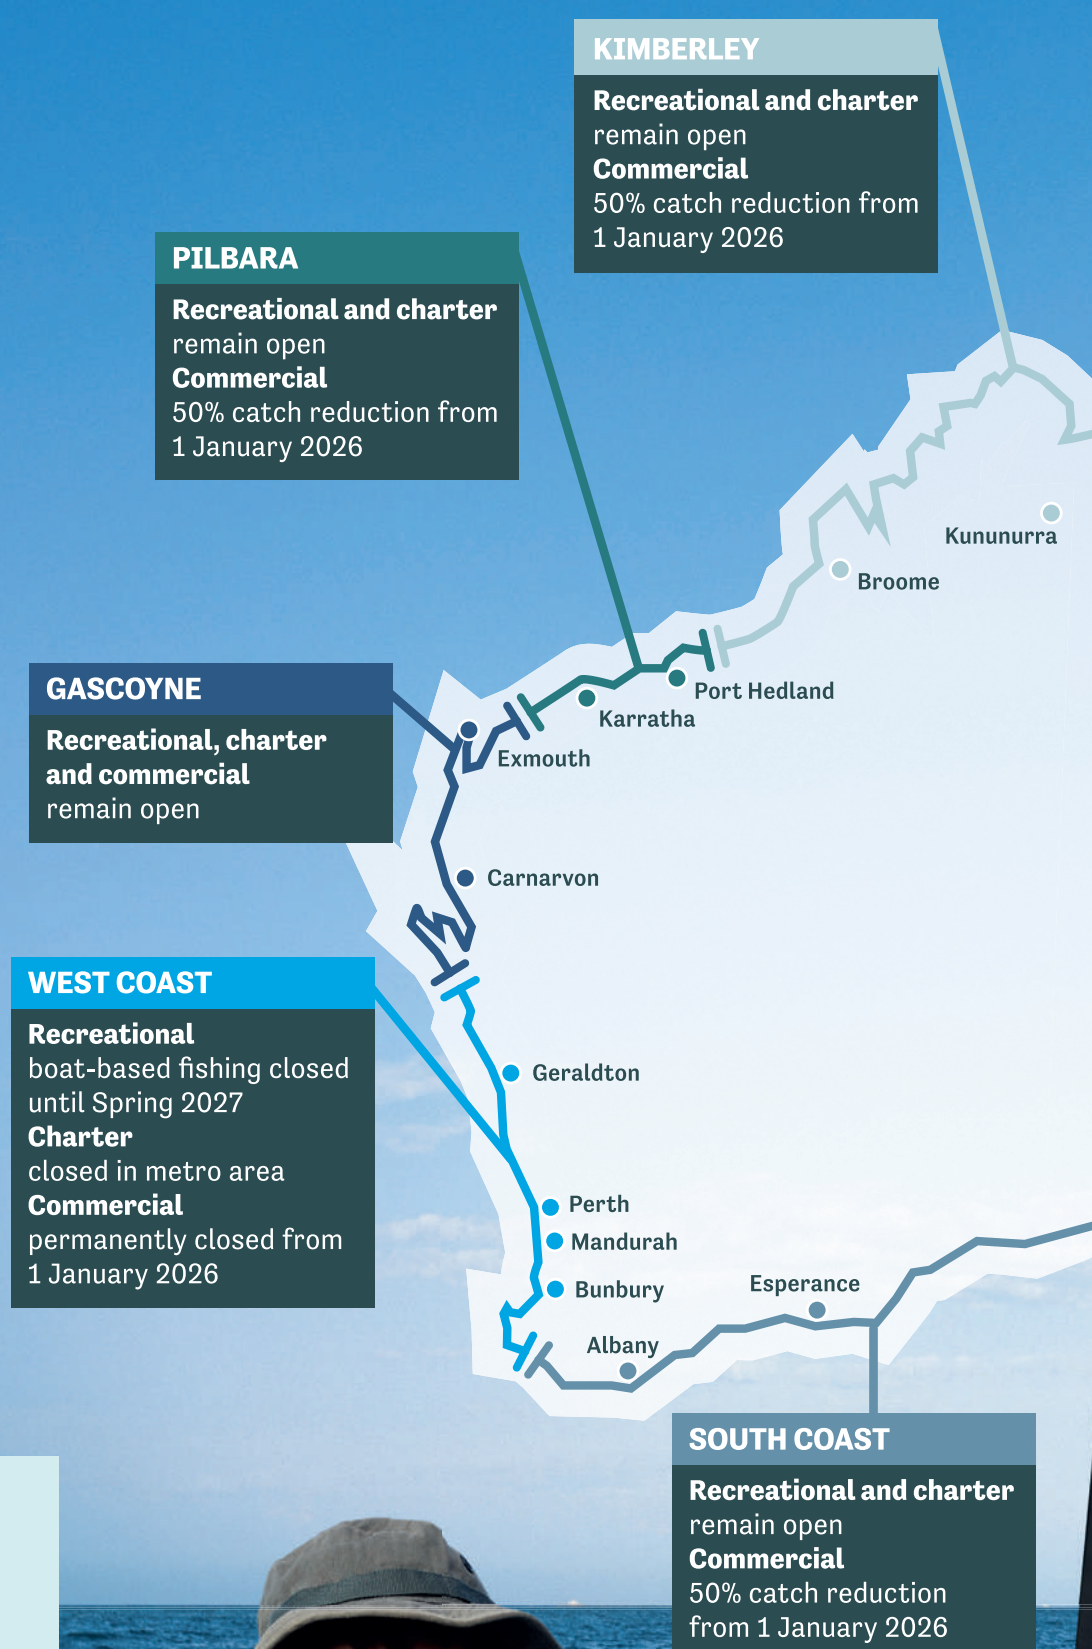 KIMBERLEY
Recreational and charter
remain open
Commercial
50% catch reduction from
1 January 2026
PILBARA
Recreational and charter
remain open
Commercial
50% catch reduction from
1 January 2026
Kununurra
Broome
Port Hedland
Karratha
Exmouth
GASCOYNE
Recreational, charter
and commercial
remain open
Carnarvon
WEST COAST
Recreational
boat-based fishing closed
until Spring 2027
Charter
closed in metro area
Commercial
permanently closed from
1 January 2026
Geraldton
Perth
Mandurah
Bunbury
Esperance
Albany
SOUTH COAST
Recreational and charter
remain open
Commercial
50% catch reduction
from 1 January 2026